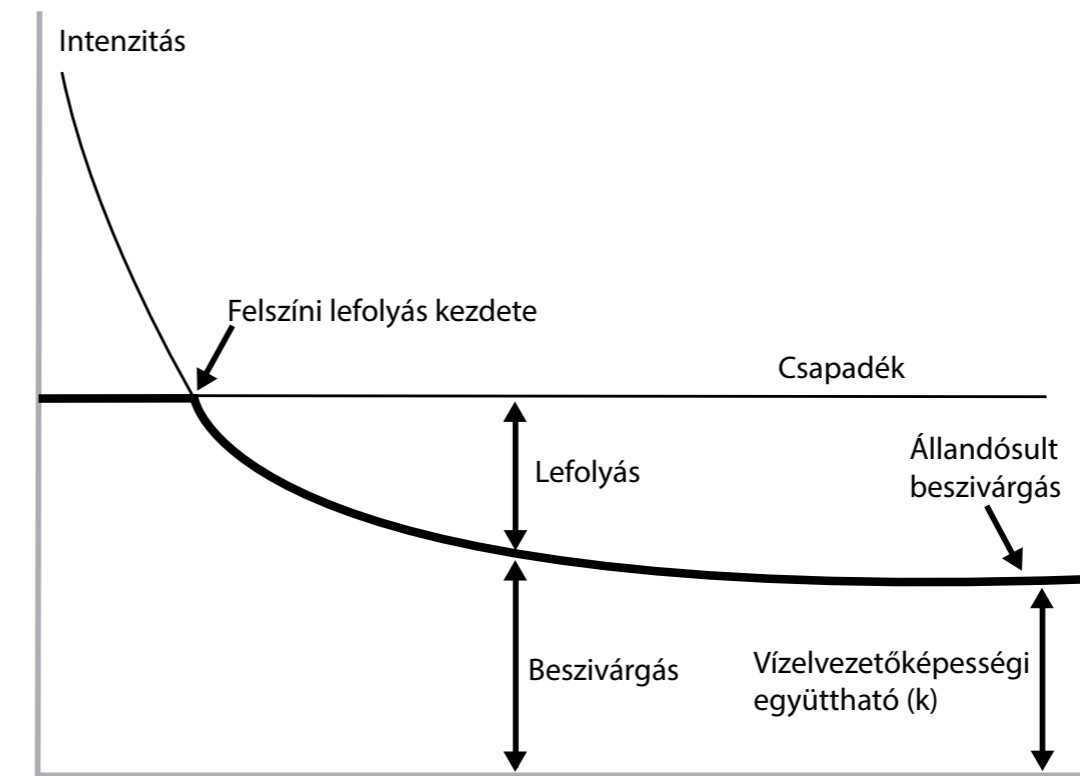 Intenzitás
Felszíni lefolyás kezdete
Csapadék
Állandósult
beszivárgás
Lefolyás
Beszivárgás
Vízelvezetőképességi
együttható (k)